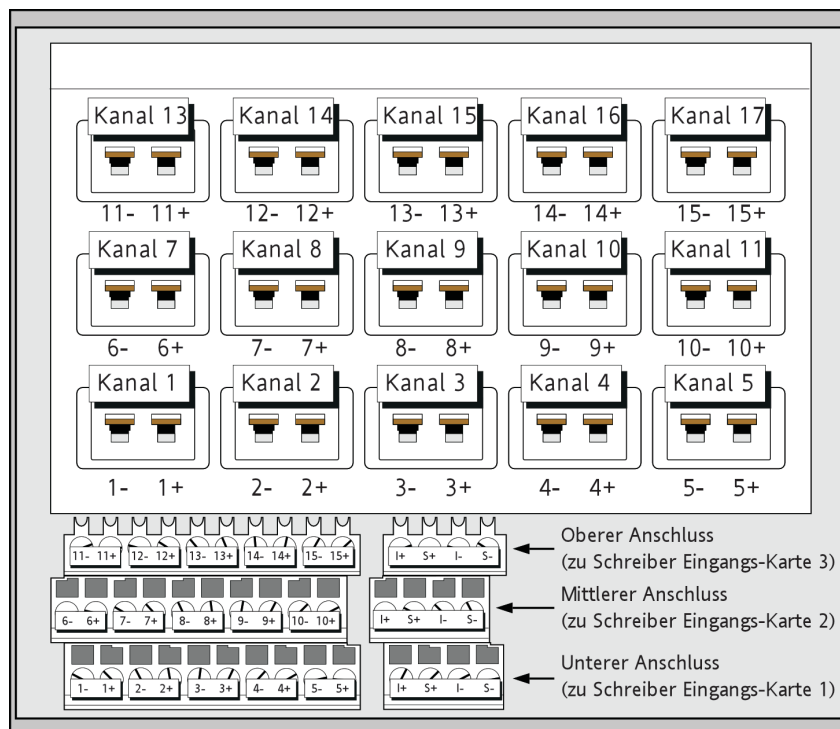 Kanal 13 Kanal 14 Kanal 15 Kanal 16 Kanal 17
11- 11+ 12- 12+ 13- 13+ 14- 14+ 15- 15+
Kanal 7 Kanal 8 Kanal 9 Kanal 10 Kanal 11
6- 6+ 7- 7+ 8- 8+ 9- 9+ 10- 10+
Kanal 1 Kanal 2 Kanal 3 Kanal 4 Kanal 5
1- 1+ 2- 2+ 3- 3+ 4- 4+ 5- 5+
11- 11+ 12- 12+ 13- 13+ 14- 14+ 15- 15+ I+ S+ I- S-
Oberer Anschluss
(zu Schreiber Eingangs-Karte 3)
6- 6+ 7- 7+ 8- 8+ 9- 9+ 10- 10+ I+ S+ I- S-
Mittlerer Anschluss
(zu Schreiber Eingangs-Karte 2)
1- 1+ 2- 2+ 3- 3+ 4- 4+ 5- 5+ I+ S+ I- S-
Unterer Anschluss
(zu Schreiber Eingangs-Karte 1)